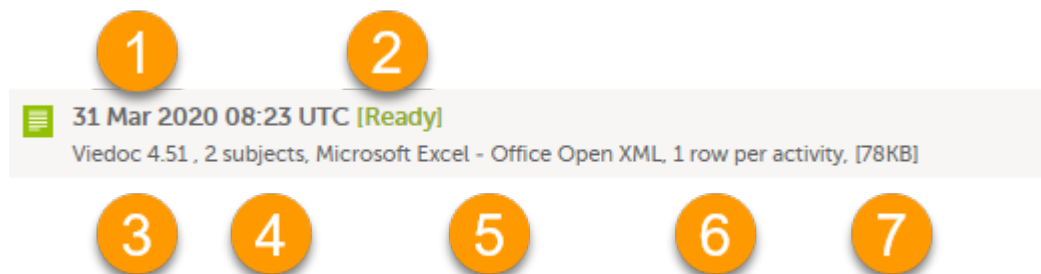 1 2
31 Mar 2020 08:23 UTC [Ready]
Viedoc 4.51 , 2 subjects, Microsoft Excel - Office Open XML, 1 row per activity, [78KB]
3 4 5 6 7